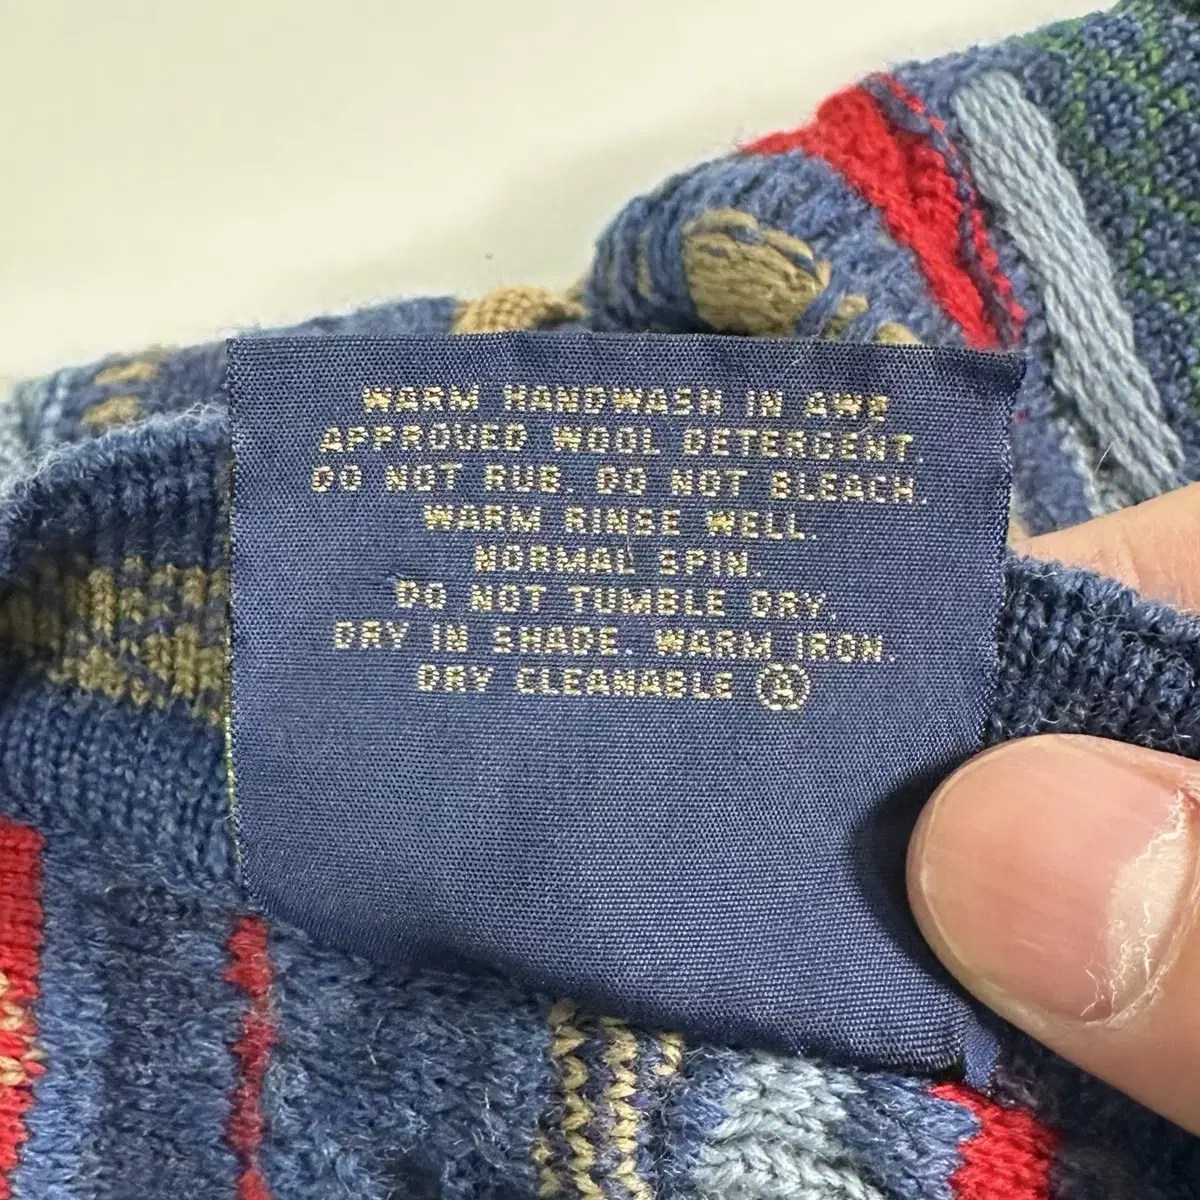 WARM HANDWASH IN AWB
APPROVED WOOL DETERGENT.
DO NOT RUB. DO NOT BLEACH.
WARM RINSE WELL.
NORMAL SPIN.
DO NOT TUMBLE DRY.
DRY IN SHADE. WARM IRON.
DRY CLEANABLE Ⓐ